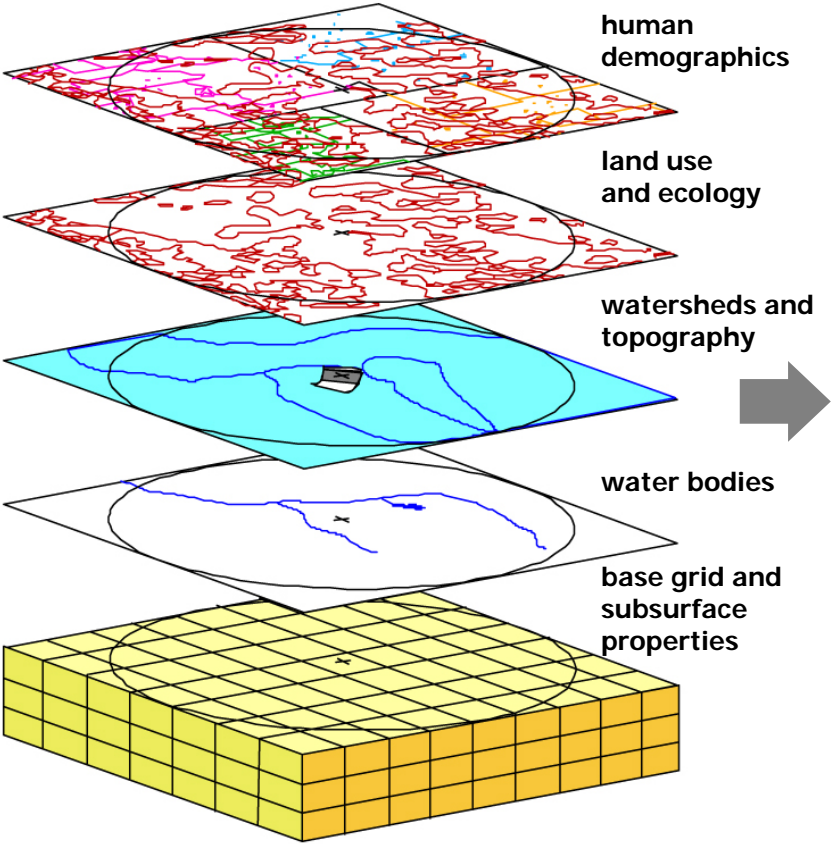 human
demographics
land use
and ecology
watersheds and
topography
water bodies
base grid and
subsurface
properties